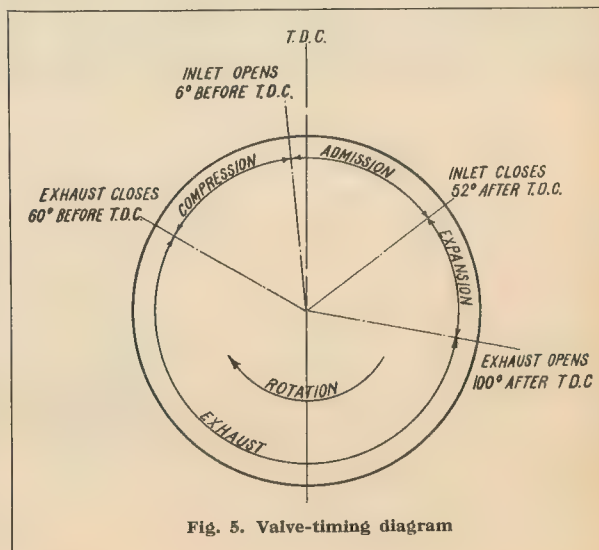 T.D.C.
INLET OPENS
6° BEFORE T.D.C.
ADMISSION
COMPRESSION
INLET CLOSES
52° AFTER T.D.C.
EXHAUST CLOSES
60° BEFORE T.D.C.
EXPANSION
EXHAUST OPENS
100° AFTER T.D.C
ROTATION
EXHAUST
Fig. 5. Valve-timing diagram